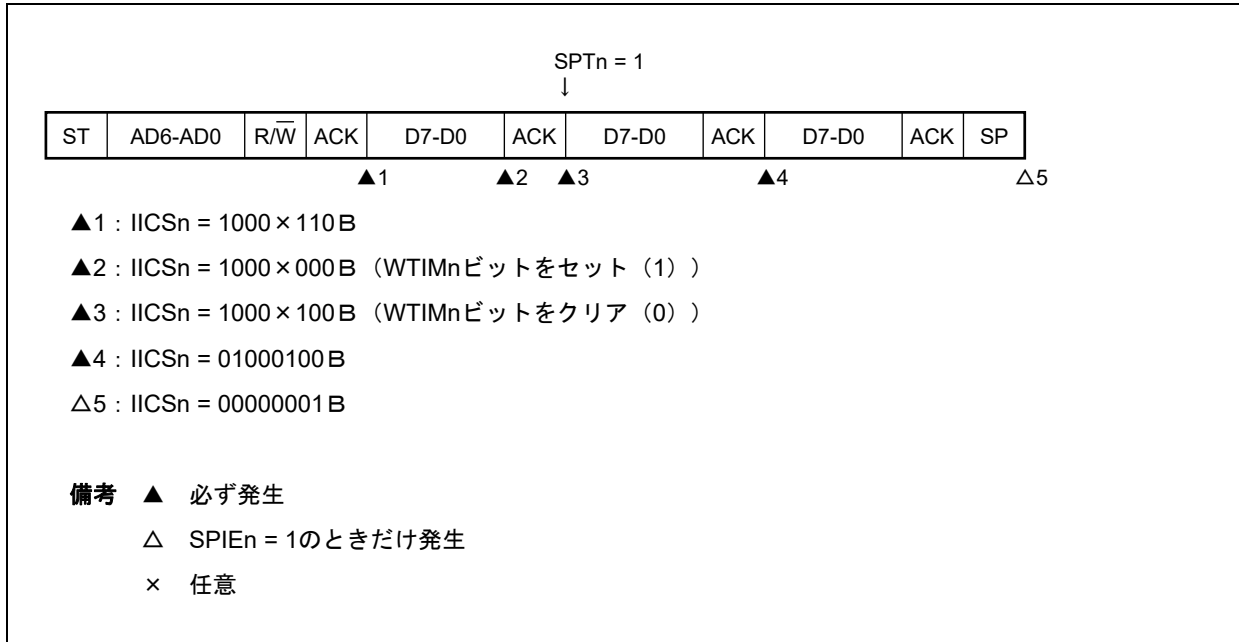 SPTn = 1
↓
ST AD6-AD0 R/W̅ ACK D7-D0 ACK D7-D0 ACK D7-D0 ACK SP
▲1 ▲2 ▲3 ▲4 △5
▲1：IICSn = 1000×110B
▲2：IICSn = 1000×000B（WTIMnビットをセット（1））
▲3：IICSn = 1000×100B（WTIMnビットをクリア（0））
▲4：IICSn = 01000100B
△5：IICSn = 00000001B
備考 ▲ 必ず発生
△ SPIEn = 1のときだけ発生
× 任意